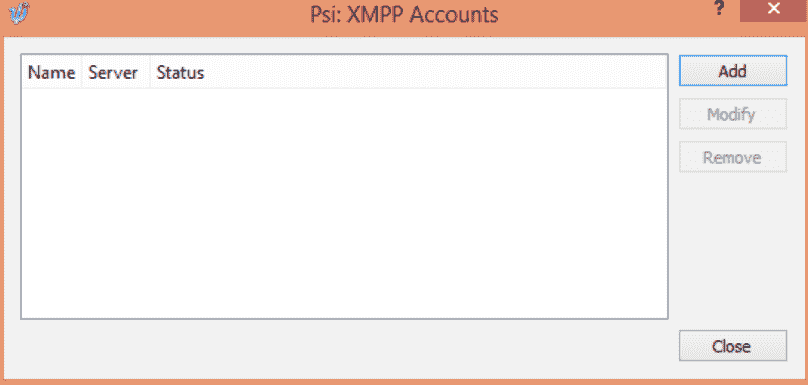 Psi: XMPP Accounts
?
Name Server Status
Add
Modify
Remove
Close